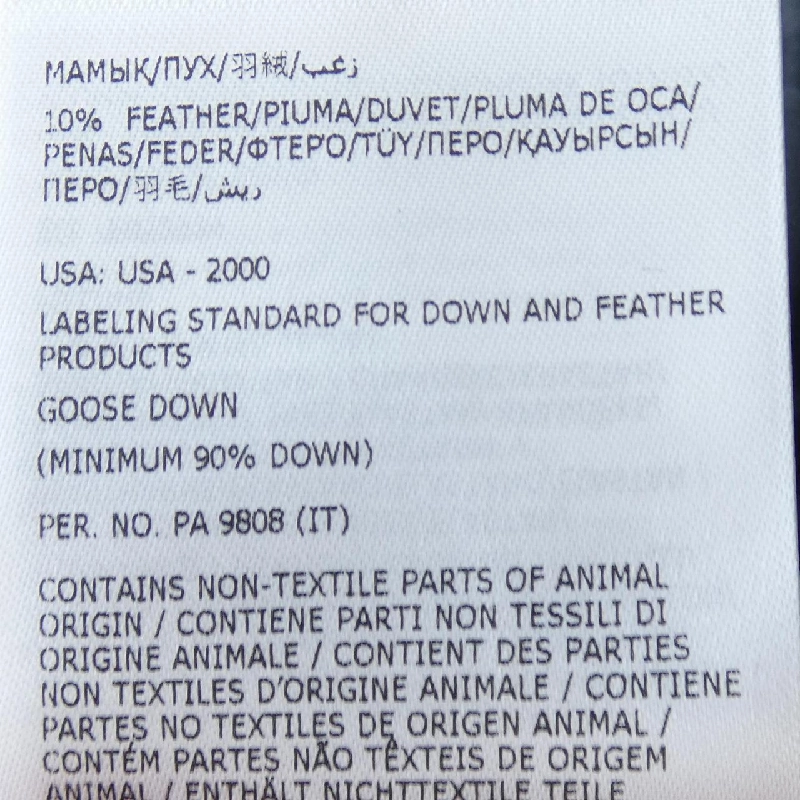 МАМЫҚ/ПУХ/羽絨/زغب
10% FEATHER/PIUMA/DUVET/PLUMA DE OCA/
PENAS/FEDER/ΦΤΕΡΌ/TÜY/ПЕРО/ҚАУЫРСЫН/
ПЕРО/羽毛/ریش
USA: USA - 2000
LABELING STANDARD FOR DOWN AND FEATHER
PRODUCTS
GOOSE DOWN
(MINIMUM 90% DOWN)
PER. NO. PA 9808 (IT)
CONTAINS NON-TEXTILE PARTS OF ANIMAL
ORIGIN / CONTIENE PARTI NON TESSILI DI
ORIGINE ANIMALE / CONTIENT DES PARTIES
NON TEXTILES D'ORIGINE ANIMALE / CONTIENE
PARTES NO TEXTILES DE ORIGEN ANIMAL /
CONTÉM PARTES NÃO TÊXTEIS DE ORIGEM
ANIMAL / ENTHÄLT NICHTTEXTILE TEILE